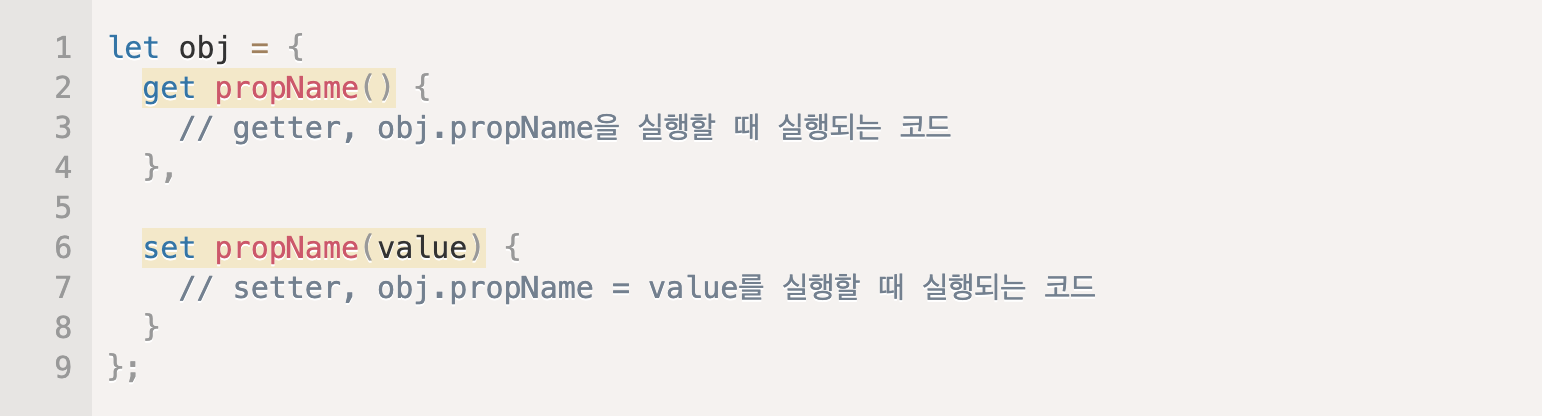 1 let obj = {
2   get propName() {
3     // getter, obj.propName을 실행할 때 실행되는 코드
4   },
5
6   set propName(value) {
7     // setter, obj.propName = value를 실행할 때 실행되는 코드
8   }
9 };